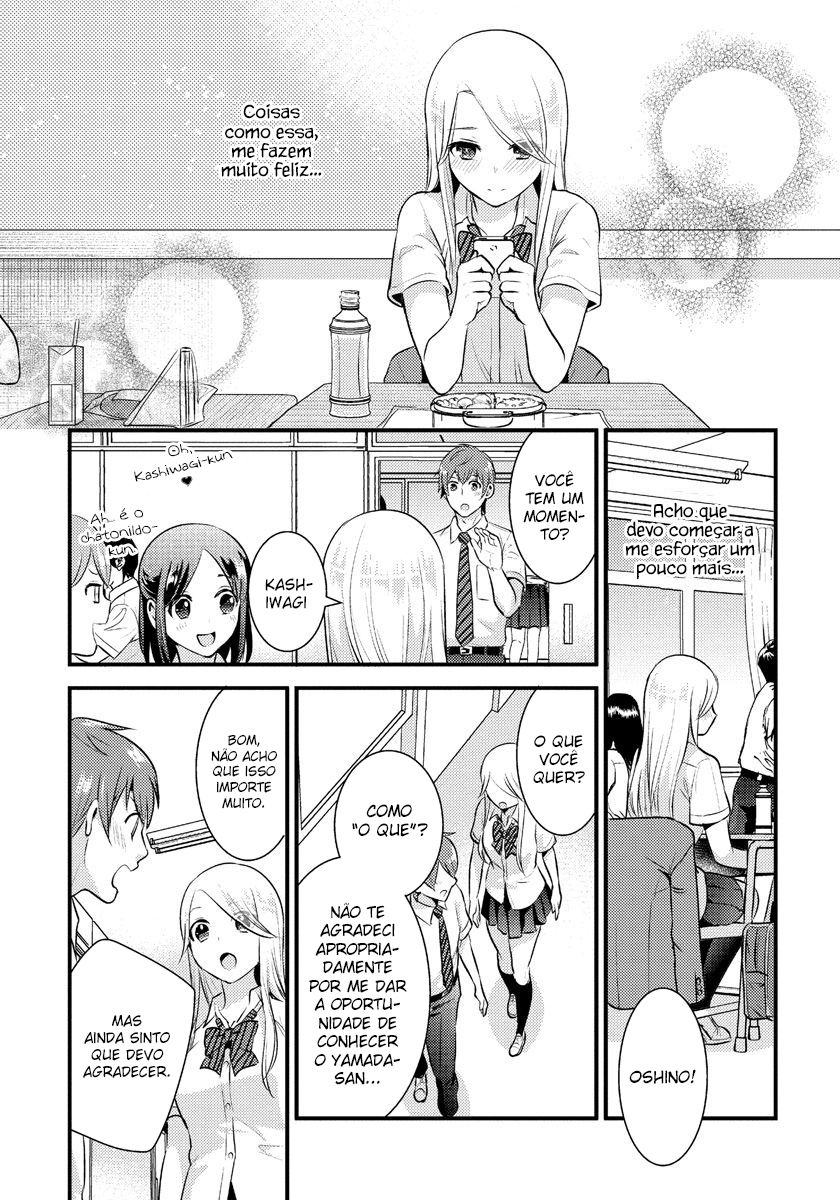 Coisas
como essa,
me fazem
muito feliz...
Acho que
devo começar a
me esforçar um
pouco mais...
OSHINO!
VOCÊ
TEM UM
MOMEN-
TO?
KASH-
IWAGI
Oh,
Kashiwagi-kun
♥
Ah... é o
chatonildo-
kun.
O QUE
VOCÊ
QUER?
COMO
"O QUE"?
NÃO TE
AGRADECI
APROPRIA-
DAMENTE
POR ME DAR
A OPORTU-
NIDADE DE
CONHECER
O YAMADA-
SAN...
BOM,
NÃO ACHO
QUE ISSO
IMPORTE
MUITO.
MAS
AINDA SINTO
QUE DEVO
AGRADECER.